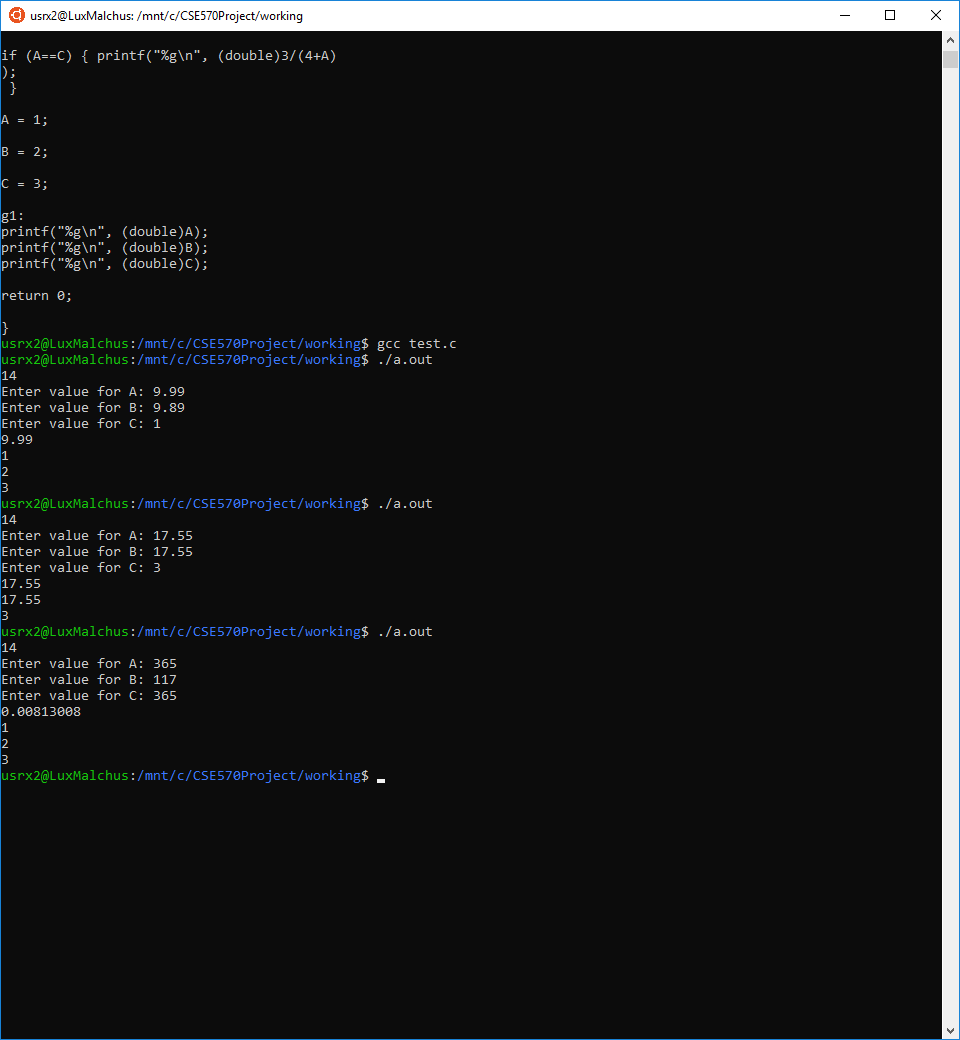 usrx2@LuxMalchus: /mnt/c/CSE570Project/working
if (A==C) { printf("%g\n", (double)3/(4+A)
);
 }
A = 1;
B = 2;
C = 3;
g1:
printf("%g\n", (double)A);
printf("%g\n", (double)B);
printf("%g\n", (double)C);
return 0;
}
usrx2@LuxMalchus:/mnt/c/CSE570Project/working$ gcc test.c
usrx2@LuxMalchus:/mnt/c/CSE570Project/working$ ./a.out
14
Enter value for A: 9.99
Enter value for B: 9.89
Enter value for C: 1
9.99
1
2
3
usrx2@LuxMalchus:/mnt/c/CSE570Project/working$ ./a.out
14
Enter value for A: 17.55
Enter value for B: 17.55
Enter value for C: 3
17.55
17.55
3
usrx2@LuxMalchus:/mnt/c/CSE570Project/working$ ./a.out
14
Enter value for A: 365
Enter value for B: 117
Enter value for C: 365
0.00813008
1
2
3
usrx2@LuxMalchus:/mnt/c/CSE570Project/working$